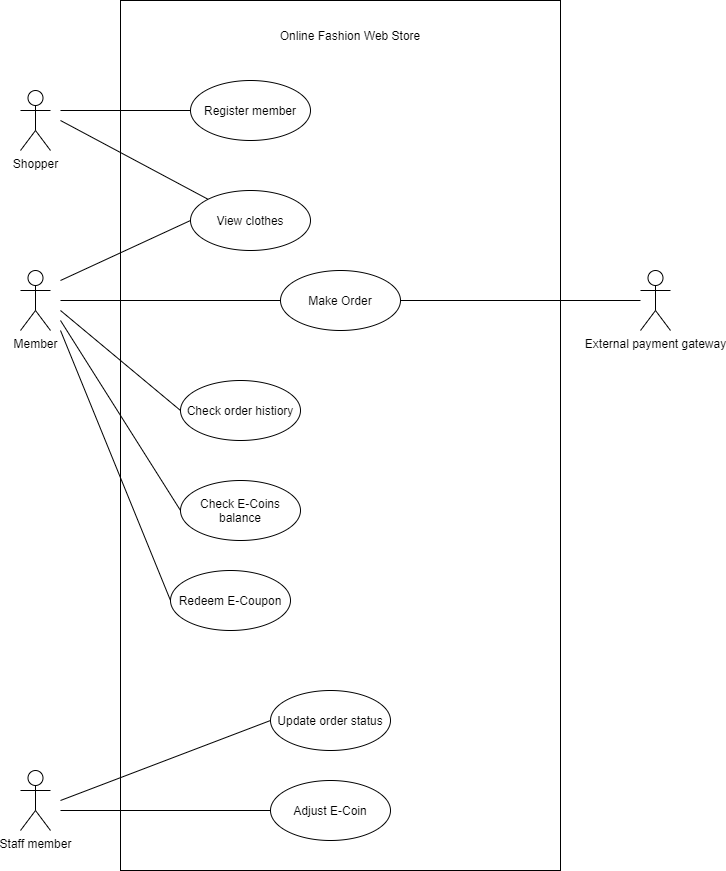 Online Fashion Web Store
Register member
Shopper
View clothes
Make Order
Member
External payment gateway
Check order histiory
Check E-Coins
balance
Redeem E-Coupon
Update order status
Adjust E-Coin
Staff member